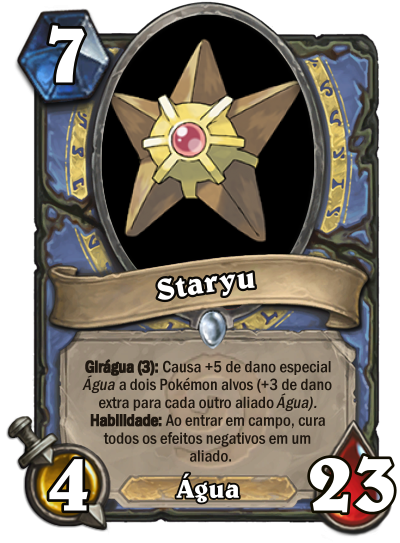 7
Staryu
Girágua (3): Causa +5 de dano especial
Água a dois Pokémon alvos (+3 de dano
extra para cada outro aliado Água).
Habilidade: Ao entrar em campo, cura
todos os efeitos negativos em um
aliado.
4
Água
23